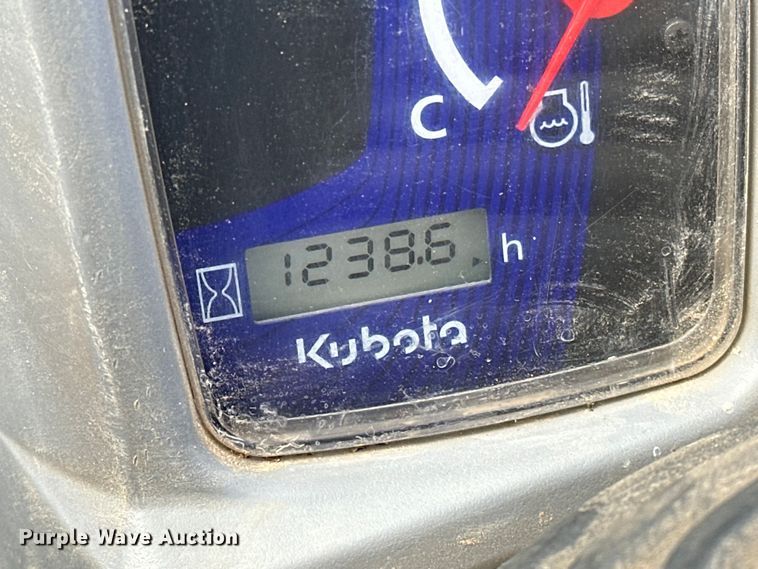 C
1238.6 h
Kubota
Purple Wave Auction